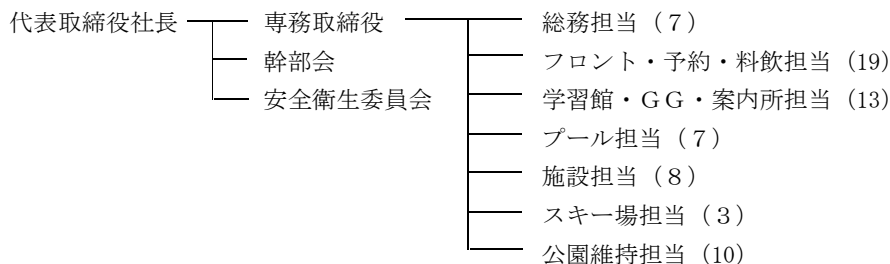 代表取締役社長 専務取締役 総務担当（７）
幹部会 フロント・予約・料飲担当（19）
安全衛生委員会 学習館・ＧＧ・案内所担当（13）
プール担当（７）
施設担当（８）
スキー場担当（３）
公園維持担当（10）